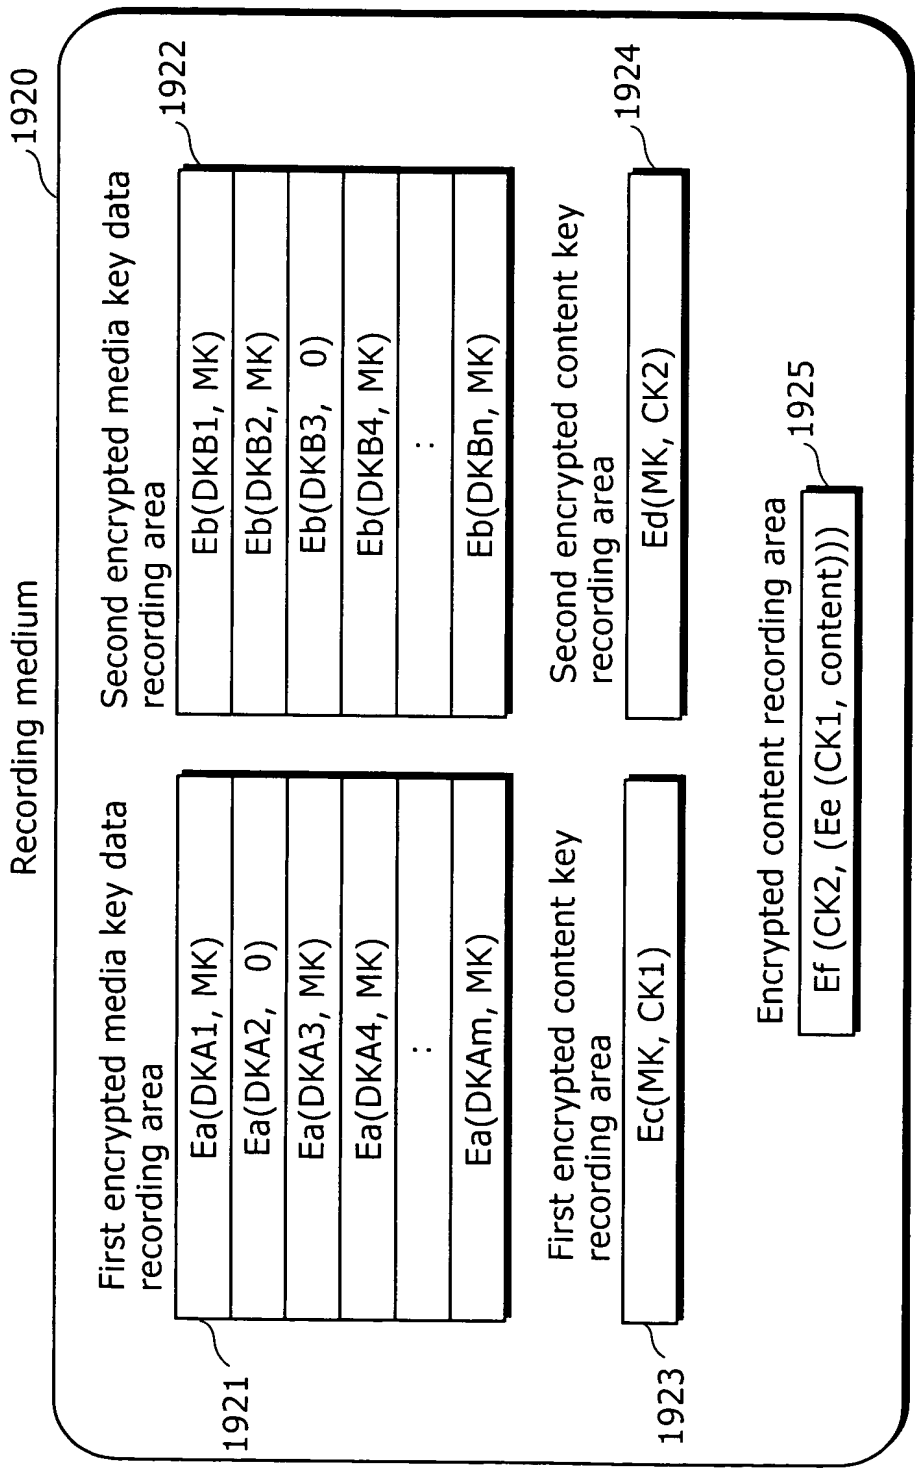 Recording medium
1920
First encrypted media key data
recording area
1921
Ea(DKA1, MK)
Ea(DKA2, 0)
Ea(DKA3, MK)
Ea(DKA4, MK)
:
Ea(DKAm, MK)
Second encrypted media key data
recording area
1922
Eb(DKB1, MK)
Eb(DKB2, MK)
Eb(DKB3, 0)
Eb(DKB4, MK)
:
Eb(DKBn, MK)
First encrypted content key
recording area
1923
Ec(MK, CK1)
Second encrypted content key
recording area
1924
Ed(MK, CK2)
Encrypted content recording area
1925
Ef (CK2, (Ee (CK1, content))))